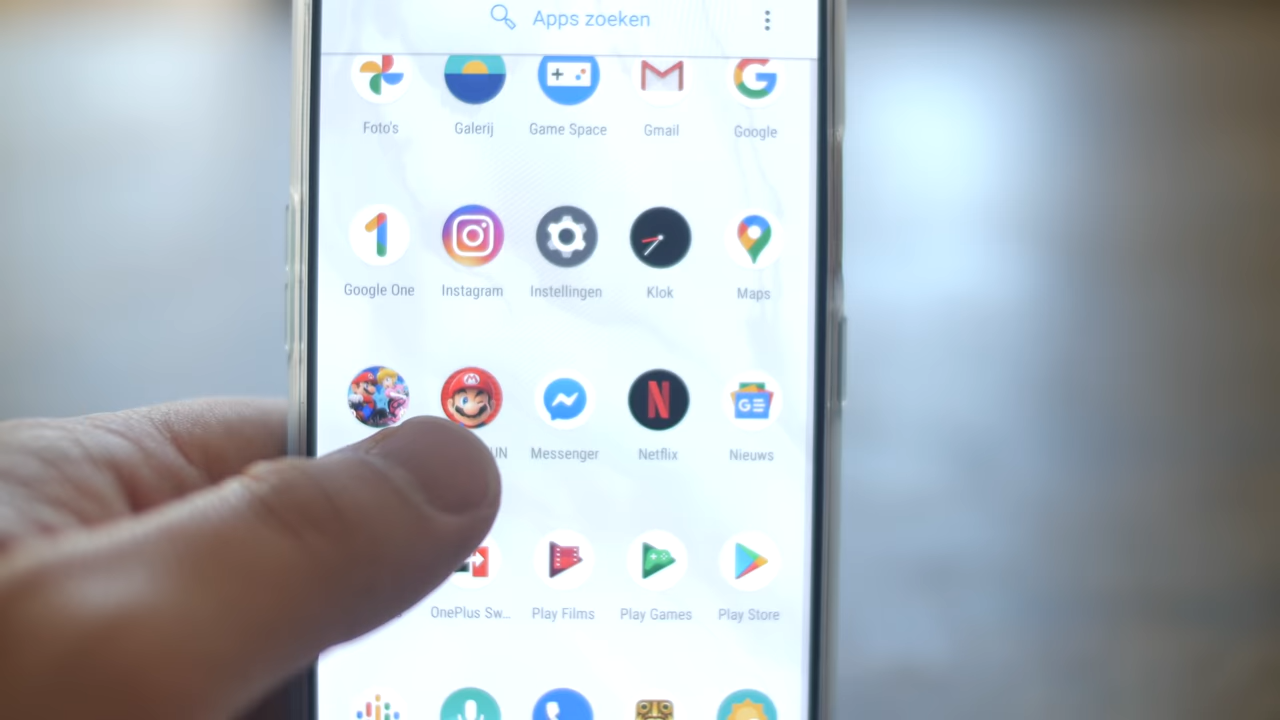 Apps zoeken
Foto's Galerij Game Space Gmail Google
Google One Instagram Instellingen Klok Maps
UN Messenger Netflix Nieuws
OnePlus Sw... Play Films Play Games Play Store